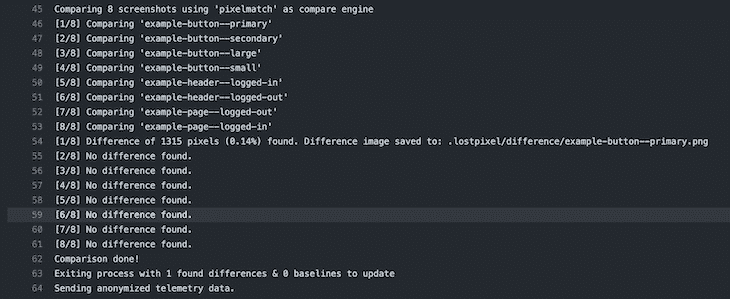 45 Comparing 8 screenshots using 'pixelmatch' as compare engine
46 [1/8] Comparing 'example-button--primary'
47 [2/8] Comparing 'example-button--secondary'
48 [3/8] Comparing 'example-button--large'
49 [4/8] Comparing 'example-button--small'
50 [5/8] Comparing 'example-header--logged-in'
51 [6/8] Comparing 'example-header--logged-out'
52 [7/8] Comparing 'example-page--logged-out'
53 [8/8] Comparing 'example-page--logged-in'
54 [1/8] Difference of 1315 pixels (0.14%) found. Difference image saved to: .lostpixel/difference/example-button--primary.png
55 [2/8] No difference found.
56 [3/8] No difference found.
57 [4/8] No difference found.
58 [5/8] No difference found.
59 [6/8] No difference found.
60 [7/8] No difference found.
61 [8/8] No difference found.
62 Comparison done!
63 Exiting process with 1 found differences & 0 baselines to update
64 Sending anonymized telemetry data.